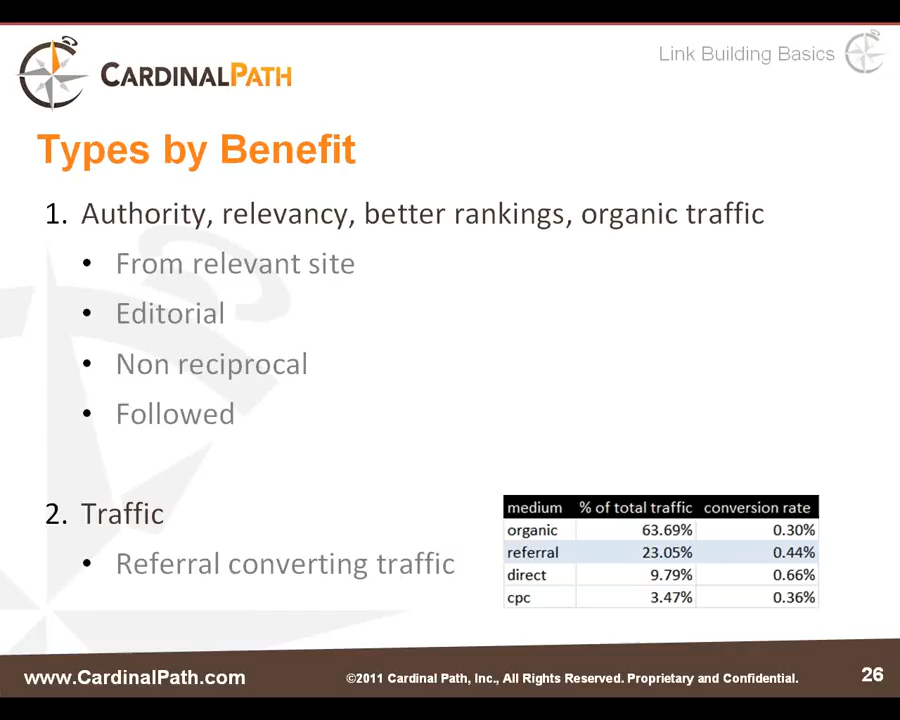 CARDINALPATH
Link Building Basics
Types by Benefit
1. Authority, relevancy, better rankings, organic traffic
• From relevant site
• Editorial
• Non reciprocal
• Followed
2. Traffic
• Referral converting traffic
medium % of total traffic conversion rate
organic 63.69% 0.30%
referral 23.05% 0.44%
direct 9.79% 0.66%
cpc 3.47% 0.36%
www.CardinalPath.com
©2011 Cardinal Path, Inc., All Rights Reserved. Proprietary and Confidential.
26